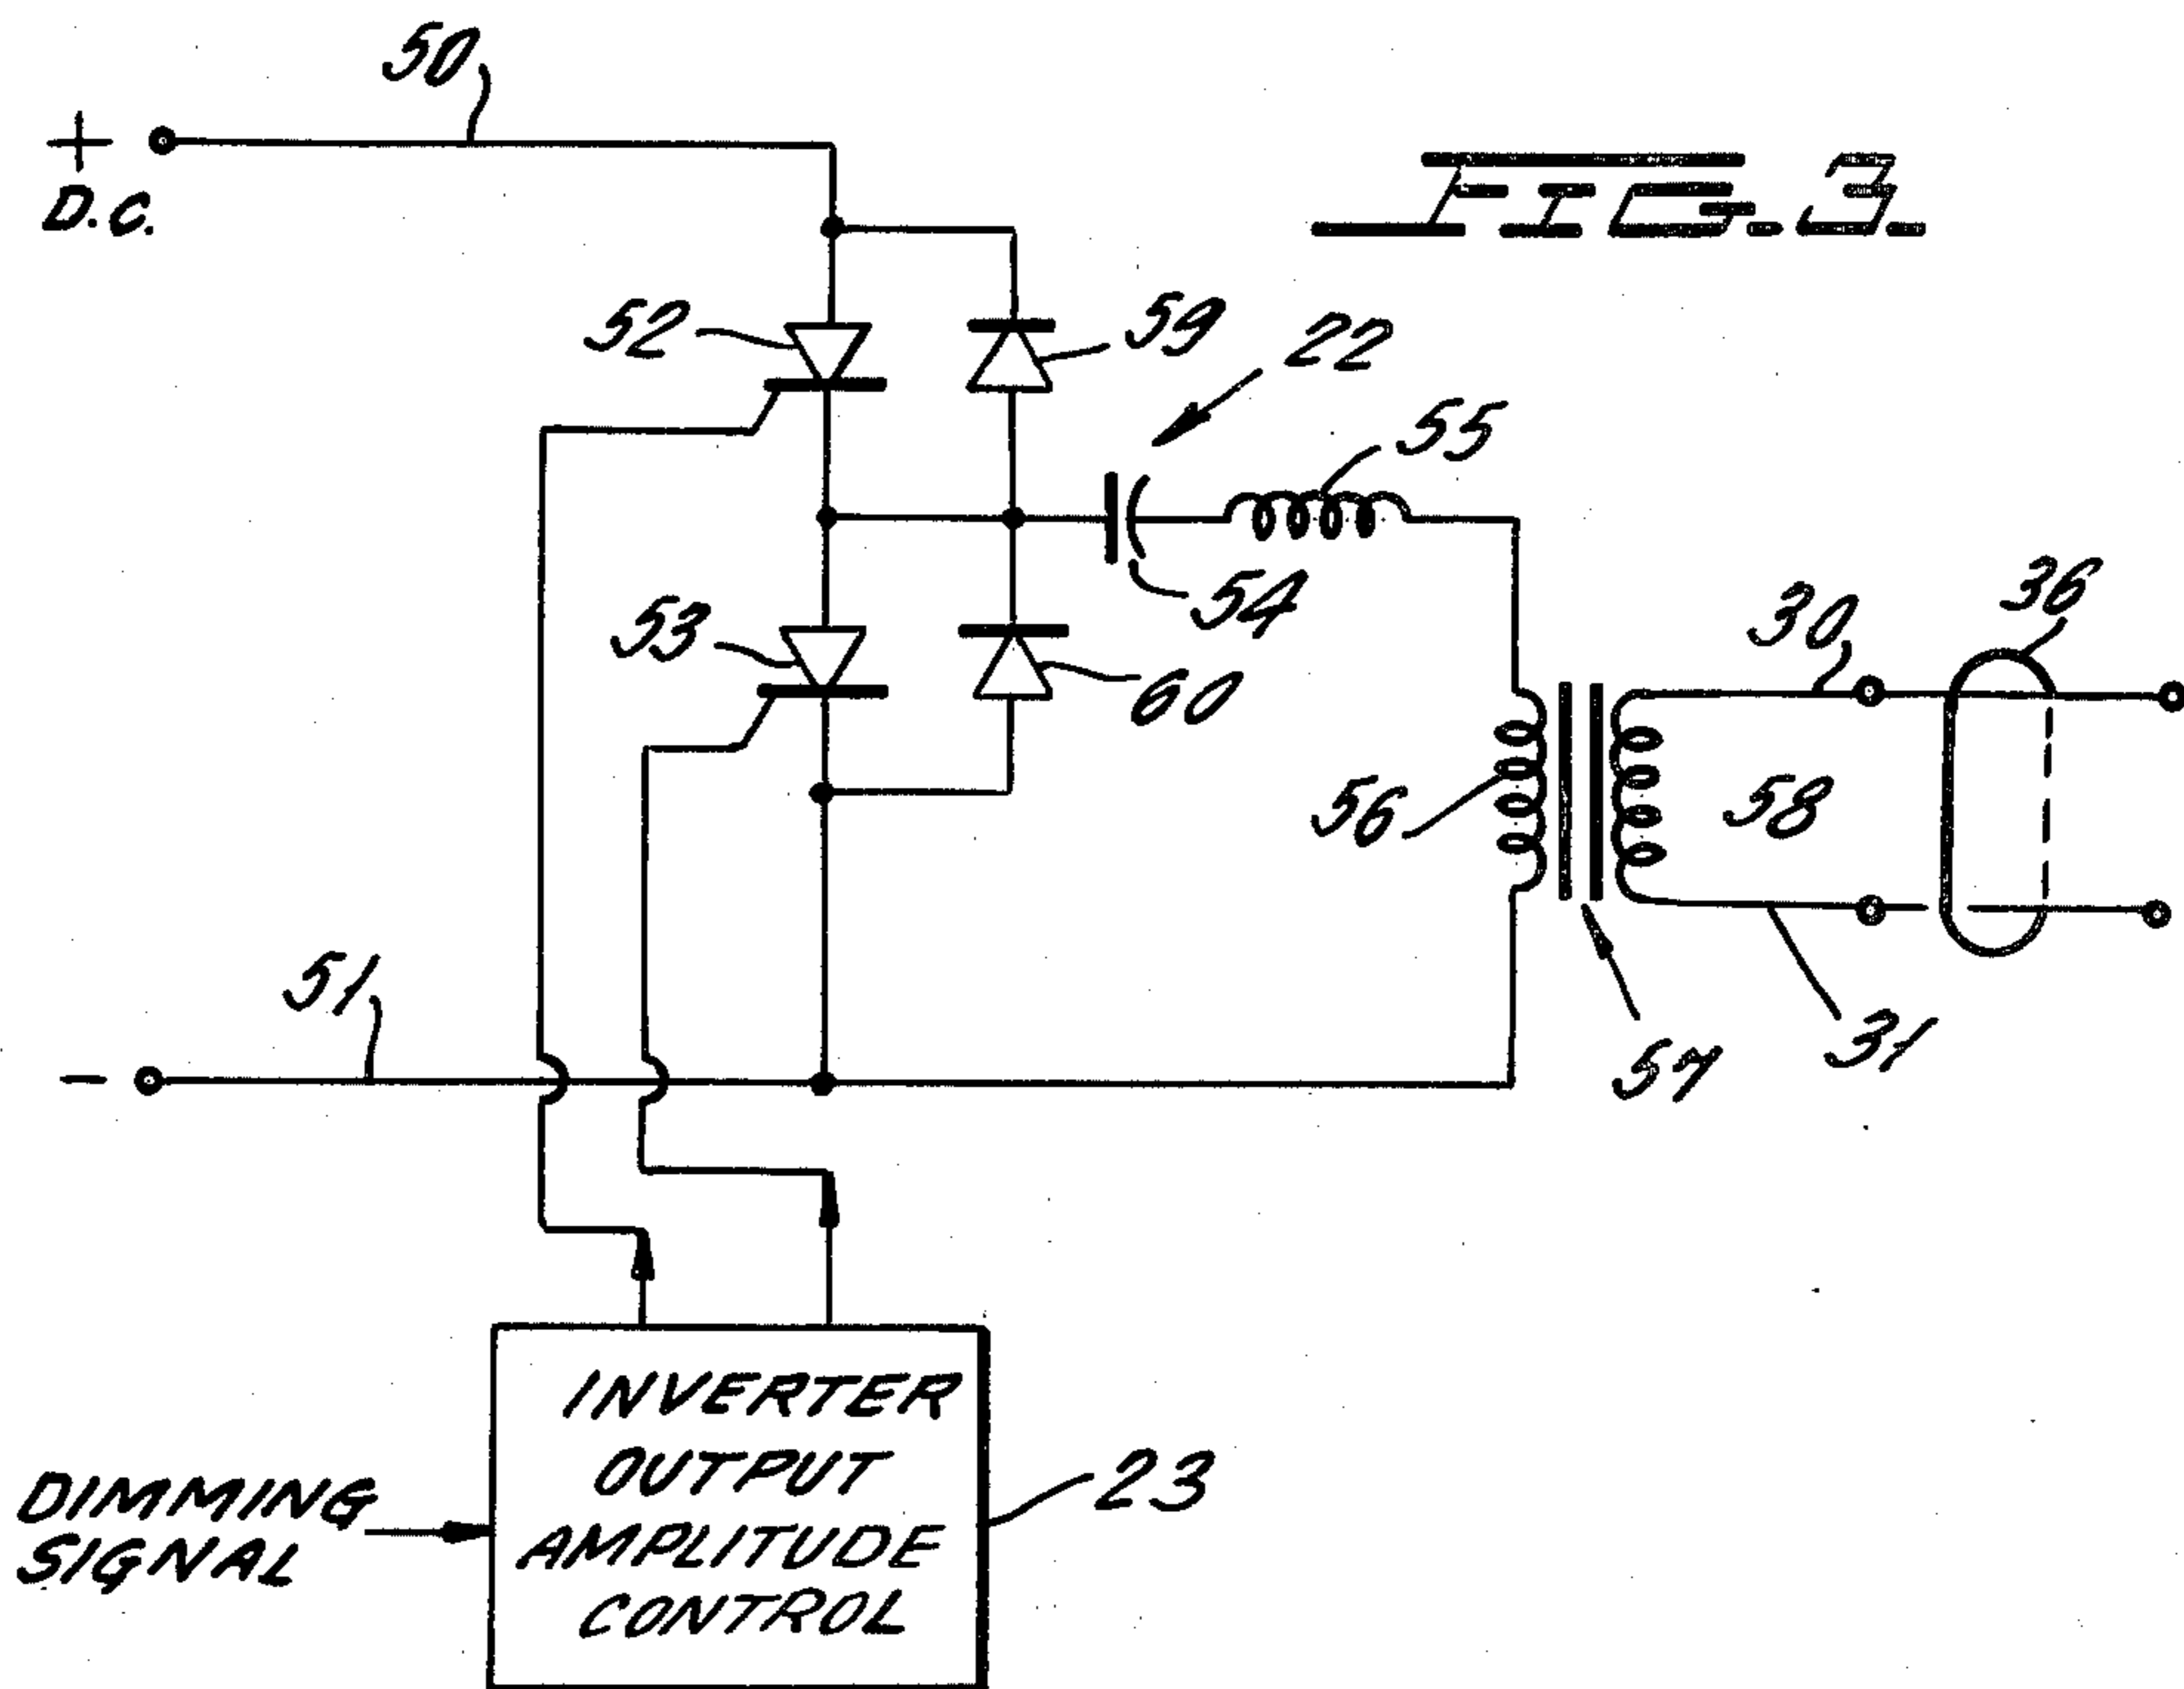 50
+
D.C.
FIG. 3.
52
59
22
55
54
53
60
30
36
56
58
51
57
31
-
INVERTER
OUTPUT
AMPLITUDE
CONTROL
23
DIMMING
SIGNAL